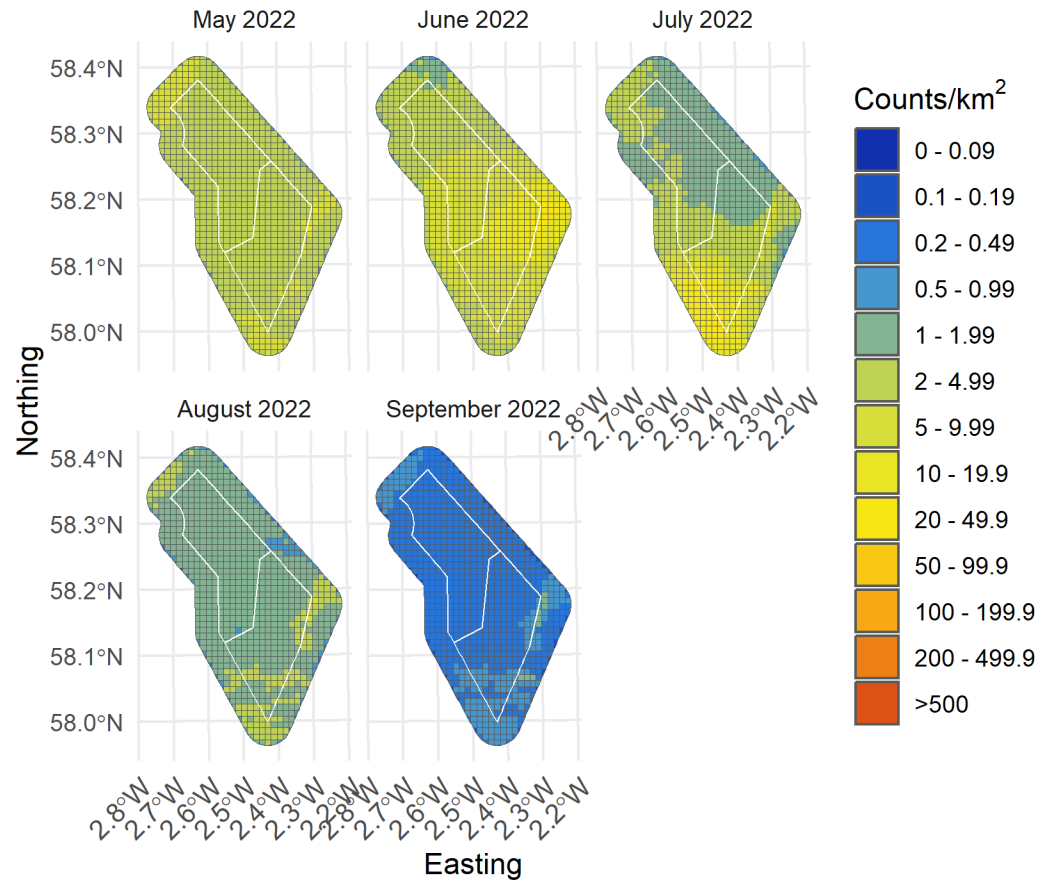 May 2022
June 2022
July 2022
58.4°N
58.3°N
58.2°N
58.1°N
58.0°N
2.8°W
2.7°W
2.6°W
2.5°W
2.4°W
2.3°W
2.2°W
August 2022
September 2022
58.4°N
58.3°N
58.2°N
58.1°N
58.0°N
2.8°W
2.7°W
2.6°W
2.5°W
2.4°W
2.3°W
2.2°W
2.8°W
2.7°W
2.6°W
2.5°W
2.4°W
2.3°W
2.2°W
Northing
Easting
Counts/km²
0 - 0.09
0.1 - 0.19
0.2 - 0.49
0.5 - 0.99
1 - 1.99
2 - 4.99
5 - 9.99
10 - 19.9
20 - 49.9
50 - 99.9
100 - 199.9
200 - 499.9
>500